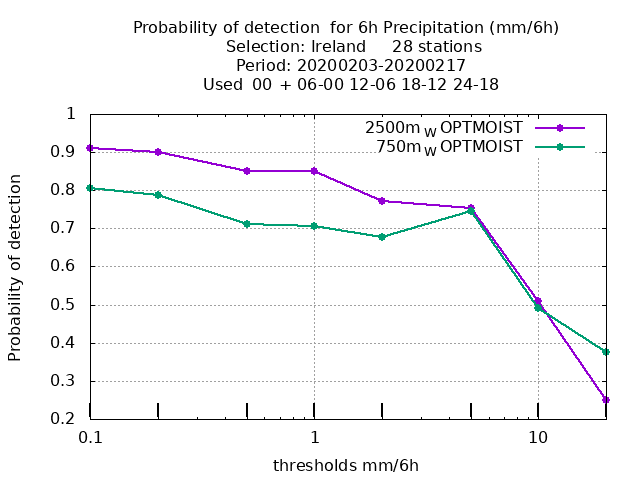 Probability of detection  for 6h Precipitation (mm/6h)
Selection: Ireland     28 stations
Period: 20200203-20200217
Used  00  + 06-00 12-06 18-12 24-18
2500m W OPTMOIST
750m W OPTMOIST
Probability of detection
1
0.9
0.8
0.7
0.6
0.5
0.4
0.3
0.2
0.1
1
10
thresholds mm/6h